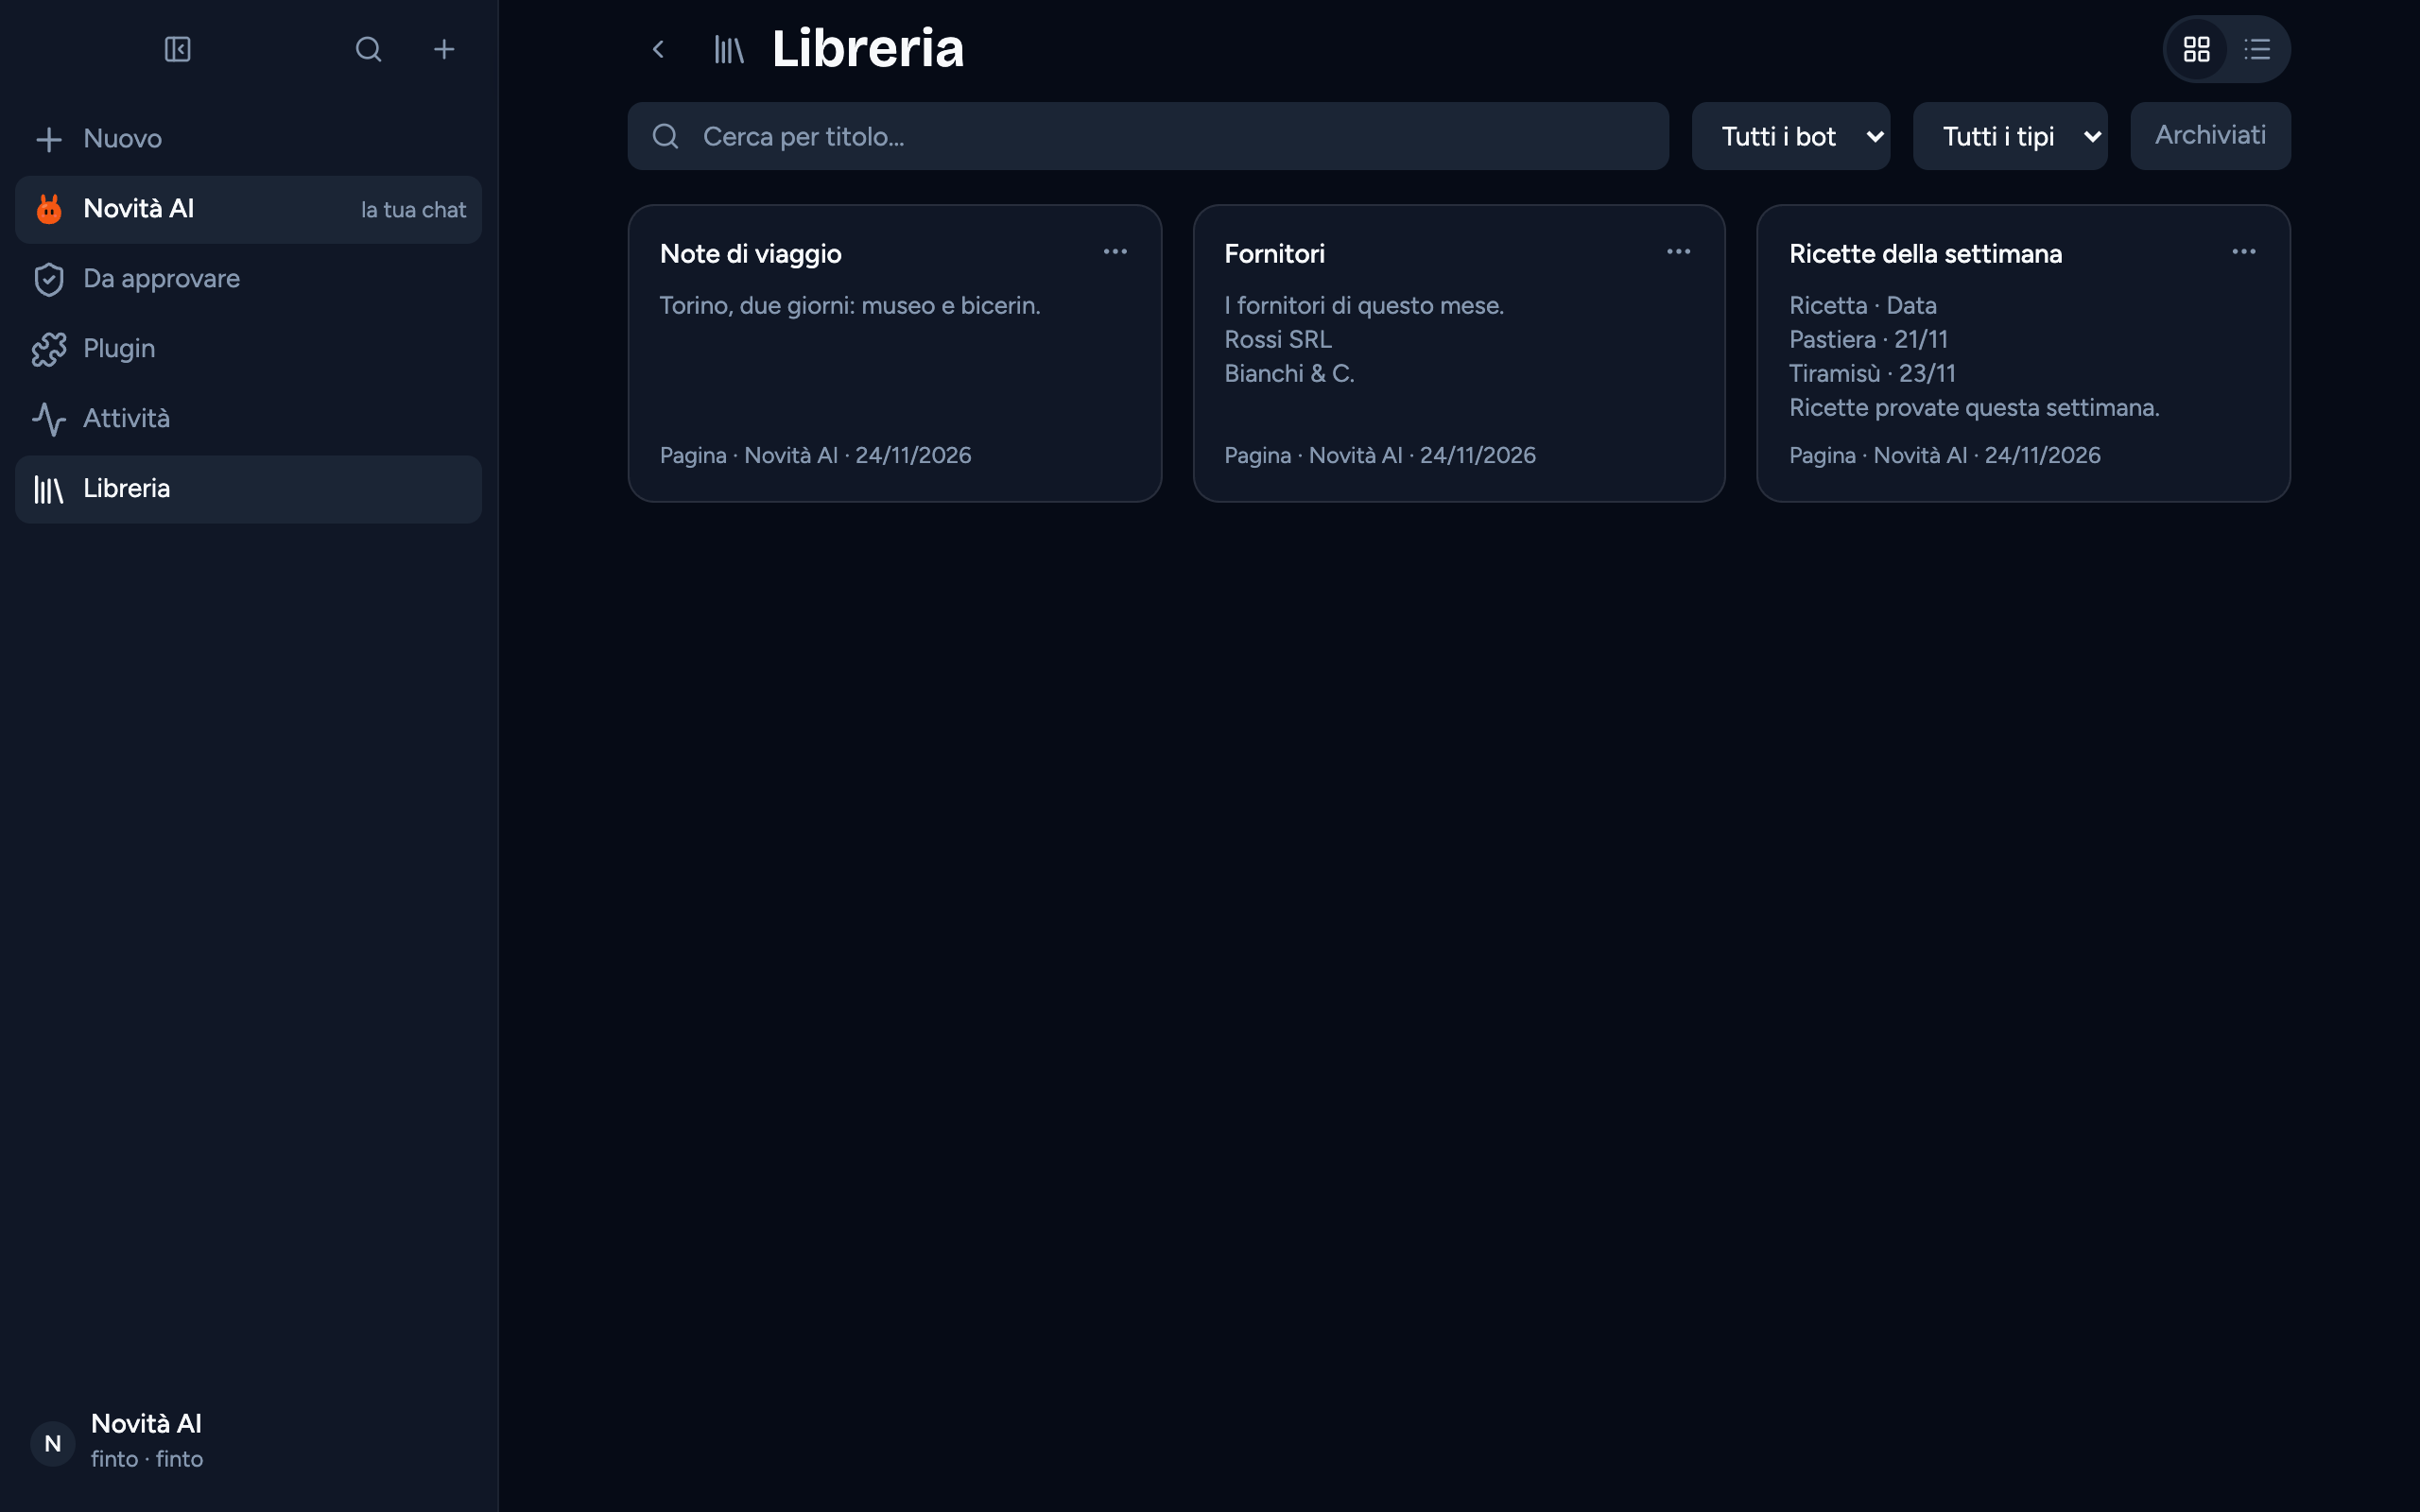 Nuovo
Novità AI la tua chat
Da approvare
Plugin
Attività
Libreria
Novità AI
N
finto · finto
Libreria
Cerca per titolo...
Tutti i bot
Tutti i tipi
Archiviati
Note di viaggio
Torino, due giorni: museo e bicerin.
Pagina · Novità AI · 24/11/2026
Fornitori
I fornitori di questo mese.
Rossi SRL
Bianchi & C.
Pagina · Novità AI · 24/11/2026
Ricette della settimana
Ricetta · Data
Pastiera · 21/11
Tiramisù · 23/11
Ricette provate questa settimana.
Pagina · Novità AI · 24/11/2026